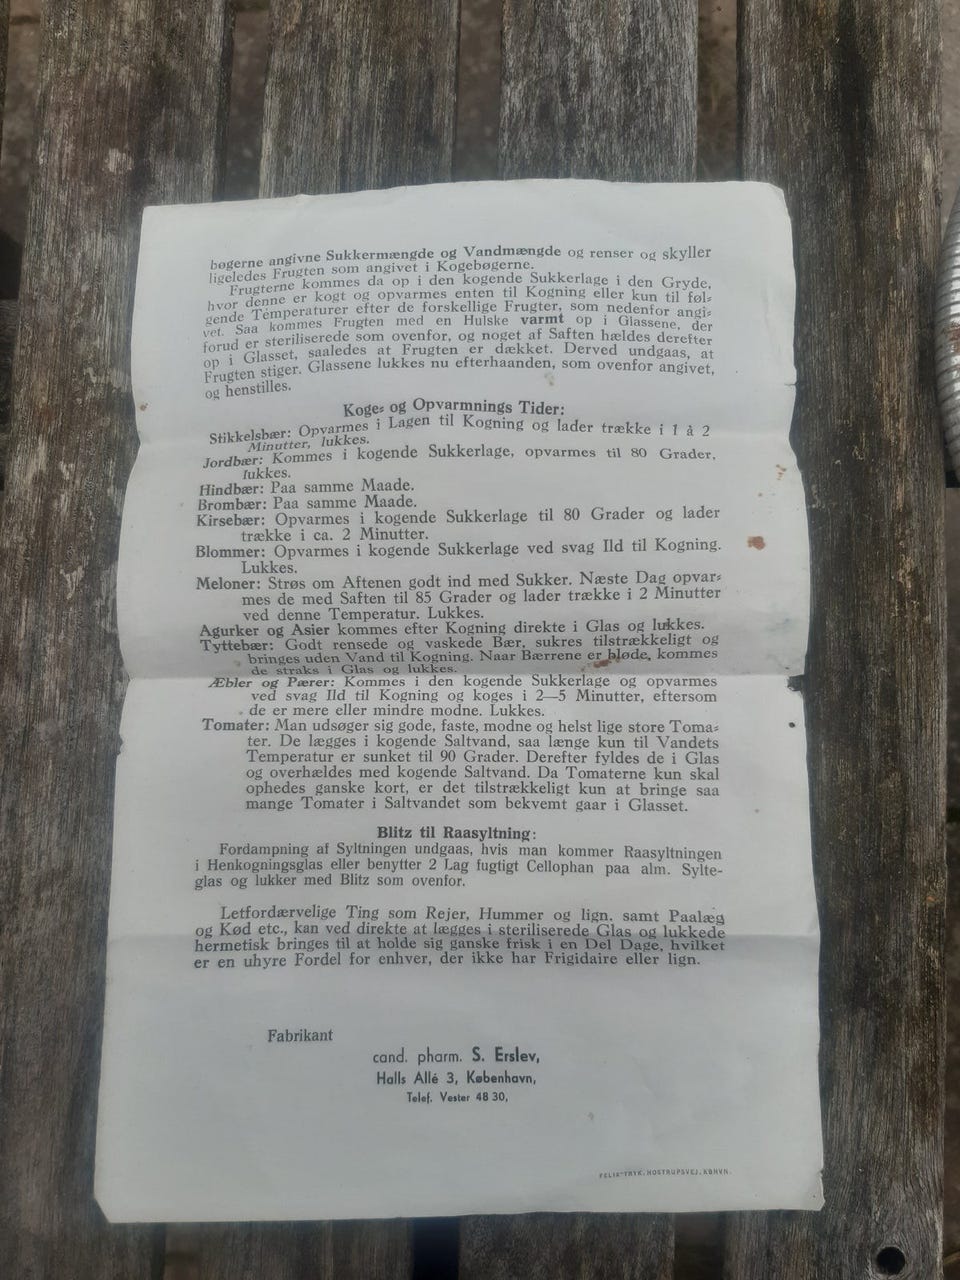 bøgerne angivne Sukkermængde og Vandmængde og renser og skyller
ligeledes Frugten som angivet i Kogebøgerne.
Frugterne kommes da op i den kogende Sukkerlage i den Gryde,
hvor denne er kogt og opvarmes enten til Kogning eller kun til føl=
gende Temperaturer efter de forskellige Frugter, som nedenfor angi=
vet. Saa kommes Frugten med en Hulske varmt op i Glassene, der
forud er steriliserede som ovenfor, og noget af Saften hældes derefter
op i Glasset, saaledes at Frugten er dækket. Derved undgaas, at
Frugten stiger. Glassene lukkes nu efterhaanden, som ovenfor angivet,
og henstilles.
Koge= og Opvarmnings Tider:
Stikkelsbær: Opvarmes i Lagen til Kogning og lader trække i 1 à 2
Minutter, lukkes.
Jordbær: Kommes i kogende Sukkerlage, opvarmes til 80 Grader,
lukkes.
Hindbær: Paa samme Maade.
Brombær: Paa samme Maade.
Kirsebær: Opvarmes i kogende Sukkerlage til 80 Grader og lader
trække i ca. 2 Minutter.
Blommer: Opvarmes i kogende Sukkerlage ved svag Ild til Kogning.
Lukkes.
Meloner: Strøs om Aftenen godt ind med Sukker. Næste Dag opvar=
mes de med Saften til 85 Grader og lader trække i 2 Minutter
ved denne Temperatur. Lukkes.
Agurker og Asier kommes efter Kogning direkte i Glas og lukkes.
Tyttebær: Godt rensede og vaskede Bær, sukres tilstrækkeligt og
bringes uden Vand til Kogning. Naar Bærrene er bløde, kommes
de straks i Glas og lukkes.
Æbler og Pærer: Kommes i den kogende Sukkerlage og opvarmes
ved svag Ild til Kogning og koges i 2—5 Minutter, eftersom
de er mere eller mindre modne. Lukkes.
Tomater: Man udsøger sig gode, faste, modne og helst lige store Toma=
ter. De lægges i kogende Saltvand, saa længe kun til Vandets
Temperatur er sunket til 90 Grader. Derefter fyldes de i Glas
og overhældes med kogende Saltvand. Da Tomaterne kun skal
ophedes ganske kort, er det tilstrækkeligt kun at bringe saa
mange Tomater i Saltvandet som bekvemt gaar i Glasset.
Blitz til Raasyltning:
Fordampning af Syltningen undgaas, hvis man kommer Raasyltningen
i Henkogningsglas eller benytter 2 Lag fugtigt Cellophan paa alm. Sylte-
glas og lukker med Blitz som ovenfor.
Letfordærvelige Ting som Rejer, Hummer og lign. samt Paalæg
og Kød etc., kan ved direkte at lægges i steriliserede Glas og lukkede
hermetisk bringes til at holde sig ganske frisk i en Del Dage, hvilket
er en uhyre Fordel for enhver, der ikke har Frigidaire eller lign.
Fabrikant
cand. pharm. S. Erslev,
Halls Allé 3, København,
Telef. Vester 48 30,
FELIX-TRYK. HOSTRUPSVEJ. KBHVN.